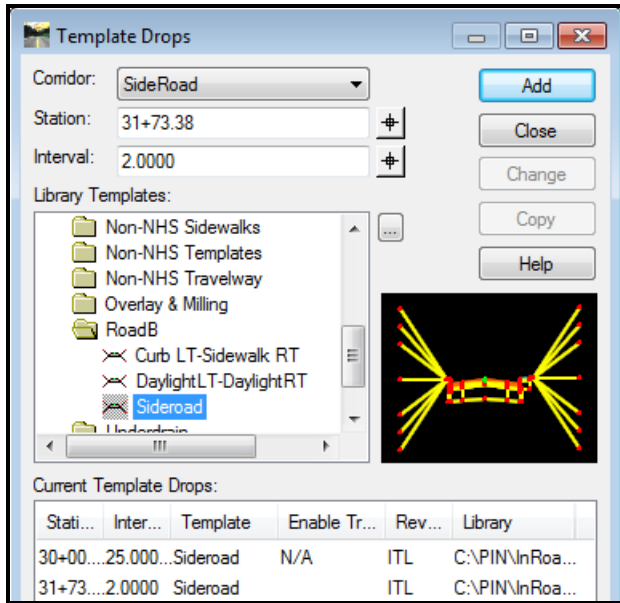 Template Drops
Corridor: SideRoad Add
Station: 31+73.38 Close
Interval: 2.0000 Change
Library Templates:
Non-NHS Sidewalks ... Copy
Non-NHS Templates
Non-NHS Travelway Help
Overlay & Milling
RoadB
Curb LT-Sidewalk RT
DaylightLT-DaylightRT
Sideroad
Underdrain
Current Template Drops:
Stati... Inter... Template Enable Tr... Rev... Library
30+00....25.000...Sideroad N/A ITL C:\PIN\InRoa...
31+73....2.0000 Sideroad ITL C:\PIN\InRoa...